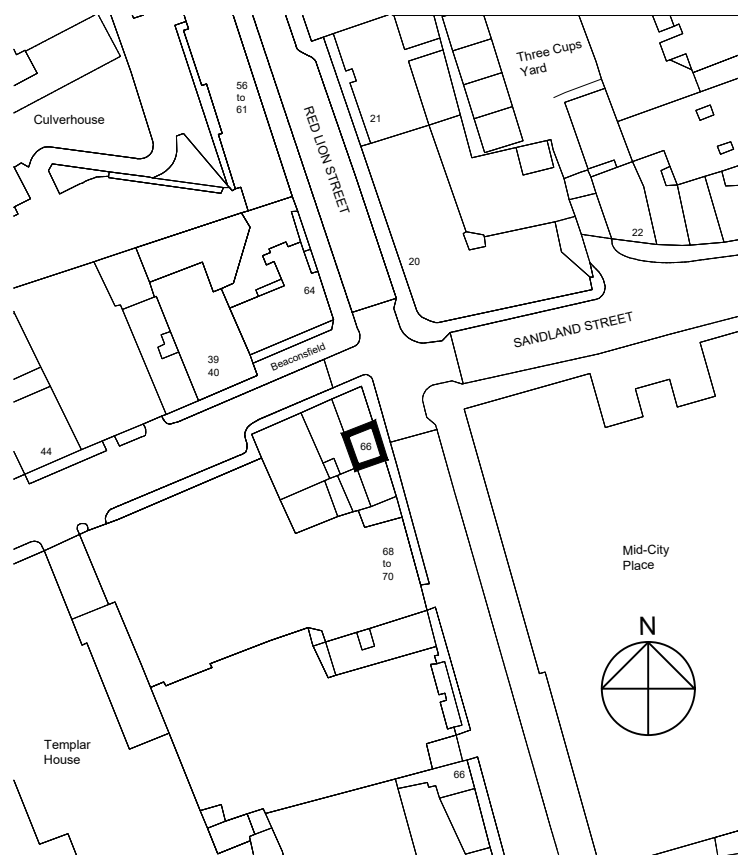 Three Cups
Yard
56
to
61
Culverhouse
21
RED LION STREET
22
20
64
SANDLAND STREET
Beaconsfield
39
40
44
66
68
to
70
Mid-City
Place
N
Templar
House
66